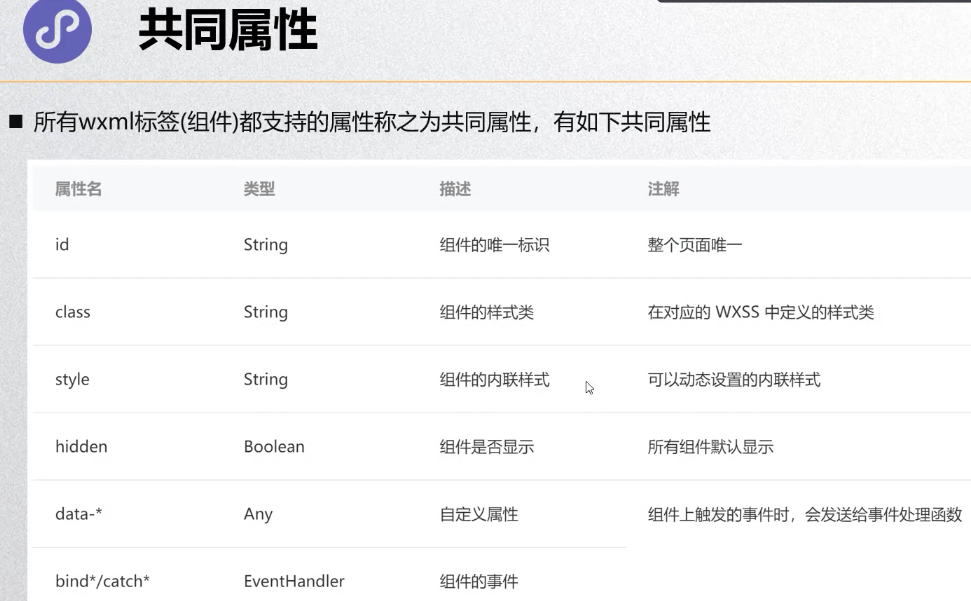 共同属性
所有wxml标签(组件)都支持的属性称之为共同属性，有如下共同属性
属性名 类型 描述 注解
id String 组件的唯一标识 整个页面唯一
class String 组件的样式类 在对应的 WXSS 中定义的样式类
style String 组件的内联样式 可以动态设置的内联样式
hidden Boolean 组件是否显示 所有组件默认显示
data-* Any 自定义属性 组件上触发的事件时，会发送给事件处理函数
bind*/catch* EventHandler 组件的事件